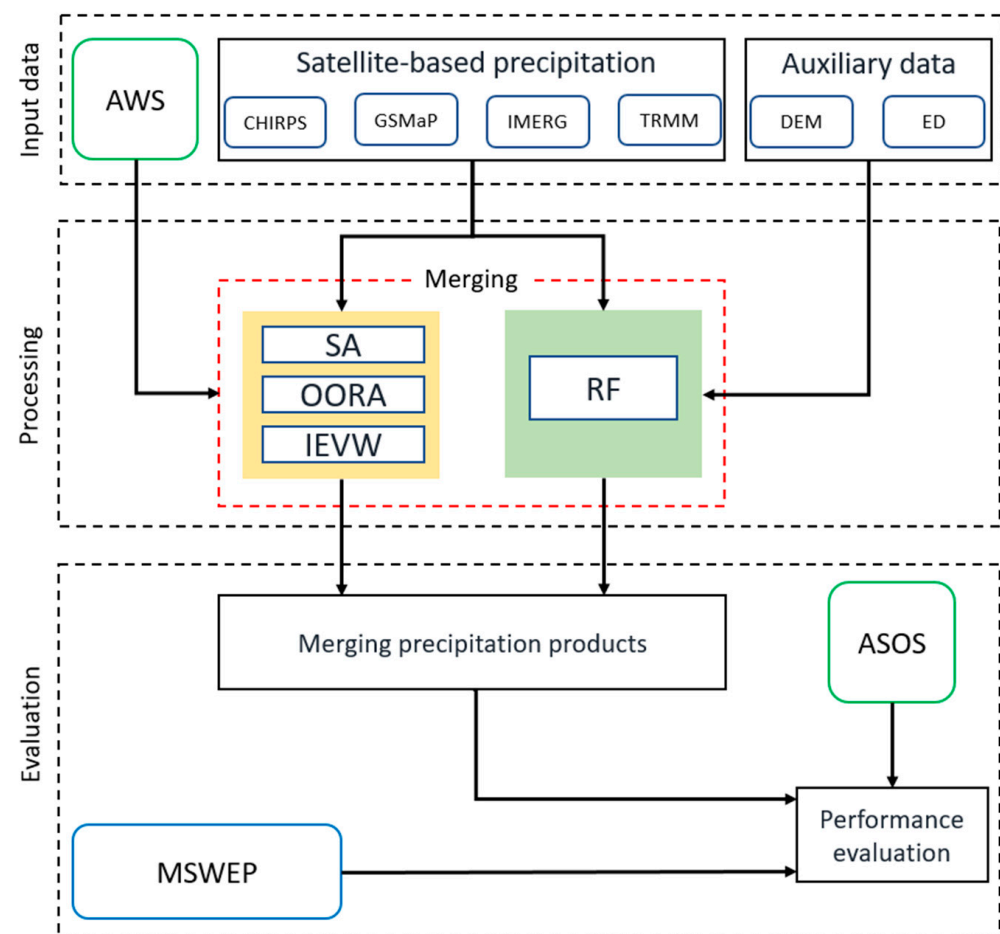 Input data
AWS
Satellite-based precipitation
CHIRPS
GSMaP
IMERG
TRMM
Auxiliary data
DEM
ED
Processing
Merging
SA
OORA
IEVW
RF
Evaluation
Merging precipitation products
ASOS
Performance
evaluation
MSWEP